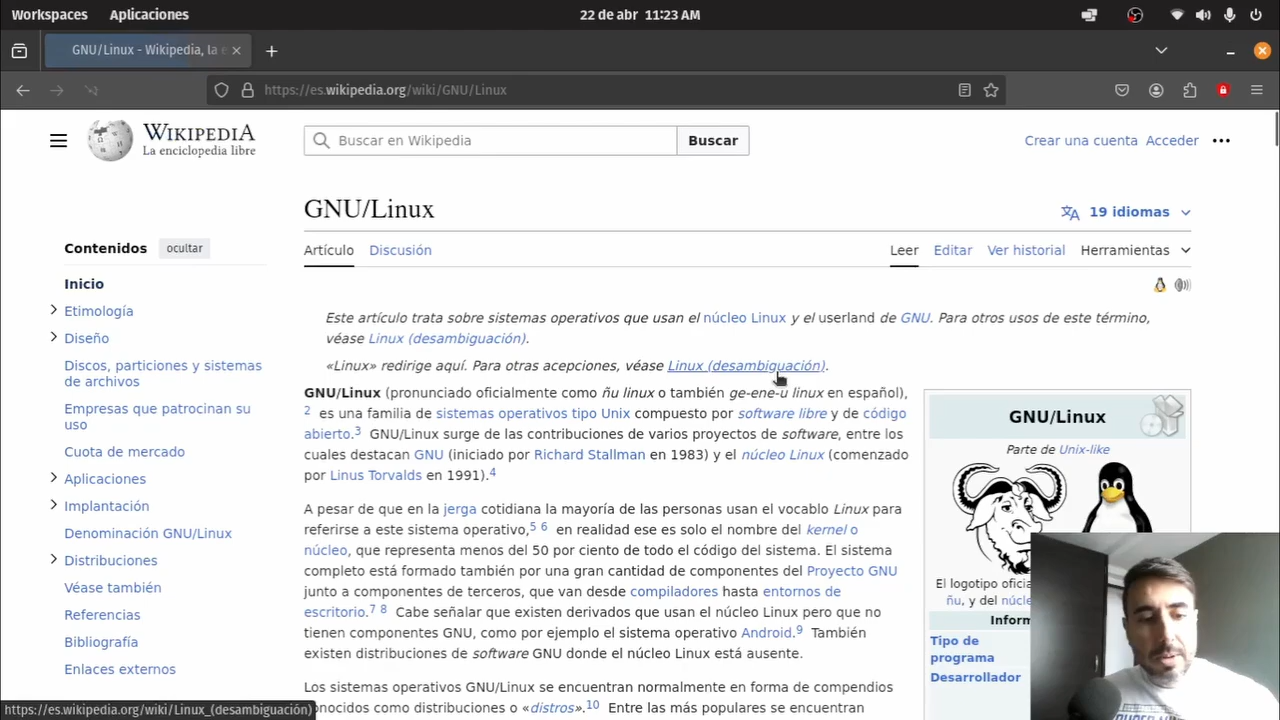 Workspaces Aplicaciones 22 de abr 11:23 AM
GNU/Linux - Wikipedia, la e
https://es.wikipedia.org/wiki/GNU/Linux
WIKIPEDIA
La enciclopedia libre
Buscar en Wikipedia Buscar
Crear una cuenta Acceder
GNU/Linux
19 idiomas
Contenidos ocultar
Artículo Discusión Leer Editar Ver historial Herramientas
Inicio
Etimología
Diseño
Discos, particiones y sistemas
de archivos
Empresas que patrocinan su
uso
Cuota de mercado
Aplicaciones
Implantación
Denominación GNU/Linux
Distribuciones
Véase también
Referencias
Bibliografía
Enlaces externos
Este artículo trata sobre sistemas operativos que usan el núcleo Linux y el userland de GNU. Para otros usos de este término,
véase Linux (desambiguación).
«Linux» redirige aquí. Para otras acepciones, véase Linux (desambiguación).
GNU/Linux (pronunciado oficialmente como ñu linux o también ge-ene-u linux en español),
2 es una familia de sistemas operativos tipo Unix compuesto por software libre y de código
abierto.3 GNU/Linux surge de las contribuciones de varios proyectos de software, entre los
cuales destacan GNU (iniciado por Richard Stallman en 1983) y el núcleo Linux (comenzado
por Linus Torvalds en 1991).4
A pesar de que en la jerga cotidiana la mayoría de las personas usan el vocablo Linux para
referirse a este sistema operativo,5 6 en realidad ese es solo el nombre del kernel o
núcleo, que representa menos del 50 por ciento de todo el código del sistema. El sistema
completo está formado también por una gran cantidad de componentes del Proyecto GNU
junto a componentes de terceros, que van desde compiladores hasta entornos de
escritorio.7 8 Cabe señalar que existen derivados que usan el núcleo Linux pero que no
tienen componentes GNU, como por ejemplo el sistema operativo Android.9 También
existen distribuciones de software GNU donde el núcleo Linux está ausente.
Los sistemas operativos GNU/Linux se encuentran normalmente en forma de compendios
onocidos como distribuciones o «distros».10 Entre las más populares se encuentran
GNU/Linux
Parte de Unix-like
El logotipo oficia
ñu, y del núcle
Inform
Tipo de
programa
Desarrollador
https://es.wikipedia.org/wiki/Linux_(desambiguación)